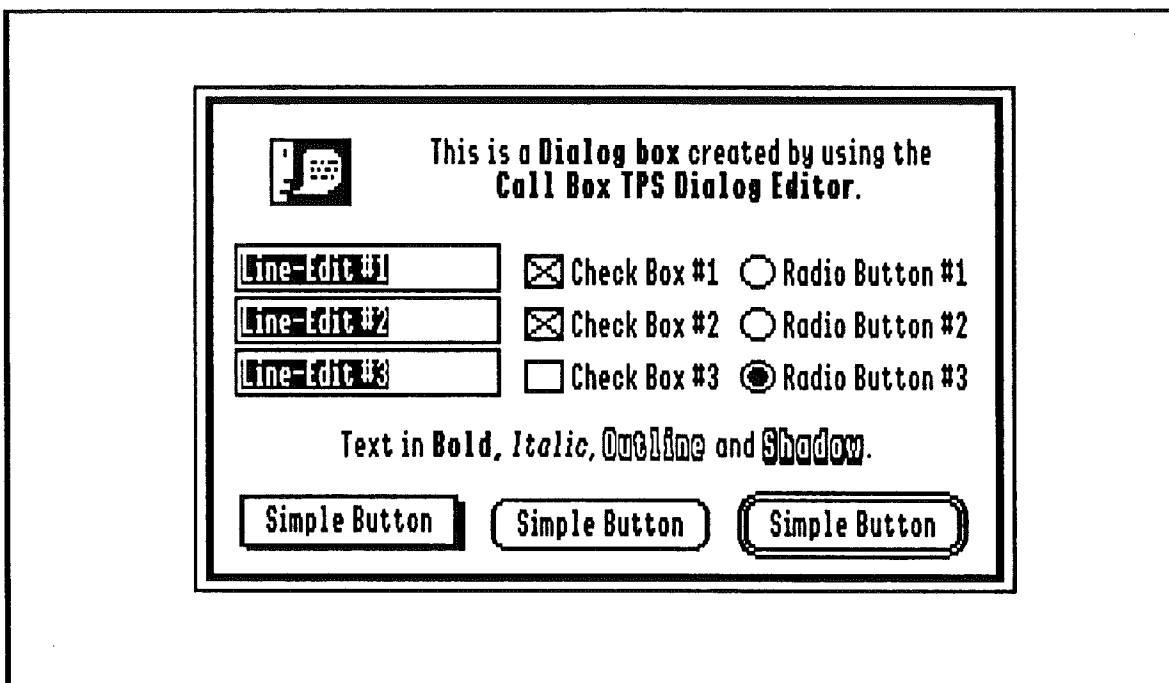 This is a Dialog box created by using the
Call Box TPS Dialog Editor.
Line-Edit #1
Check Box #1
Radio Button #1
Line-Edit #2
Check Box #2
Radio Button #2
Line-Edit #3
Check Box #3
Radio Button #3
Text in Bold, Italic, Outline and Shadow.
Simple Button
Simple Button
Simple Button